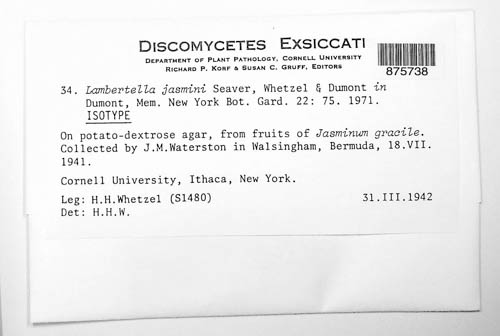 DISCOMYCETES EXSICCATI
DEPARTMENT OF PLANT PATHOLOGY, CORNELL UNIVERSITY
RICHARD P. KORF & SUSAN C. GRUFF, EDITORS
875738
34. Lambertella jasmini Seaver, Whetzel & Dumont in
Dumont, Mem. New York Bot. Gard. 22: 75. 1971.
ISOTYPE
On potato-dextrose agar, from fruits of Jasminum gracile.
Collected by J.M.Waterston in Walsingham, Bermuda, 18.VII.
1941.
Cornell University, Ithaca, New York.
Leg: H.H.Whetzel (S1480) 31.III.1942
Det: H.H.W.